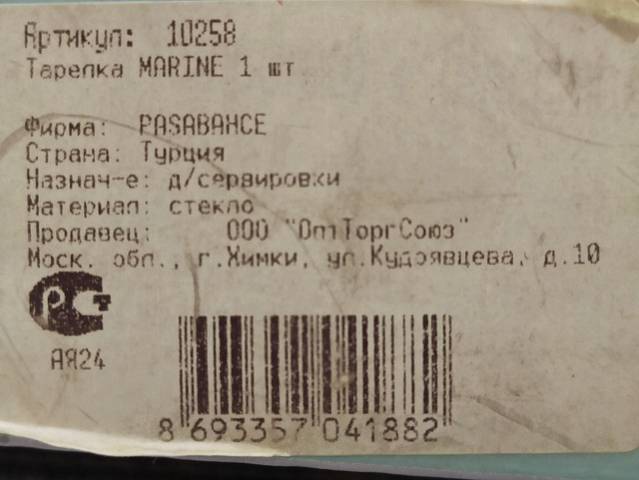 Артикул: 10258
Тарелка MARINE 1 шт
Фирма: PASABAHCE
Страна: Турция
Назнач-е: д/сервировки
Материал: стекло
Продавец: ООО "ОптТоргСоюз"
Моск. обл., г.Химки, ул.Кудрявцева, д.10
РСТ
АЯ24
8 693357 041882